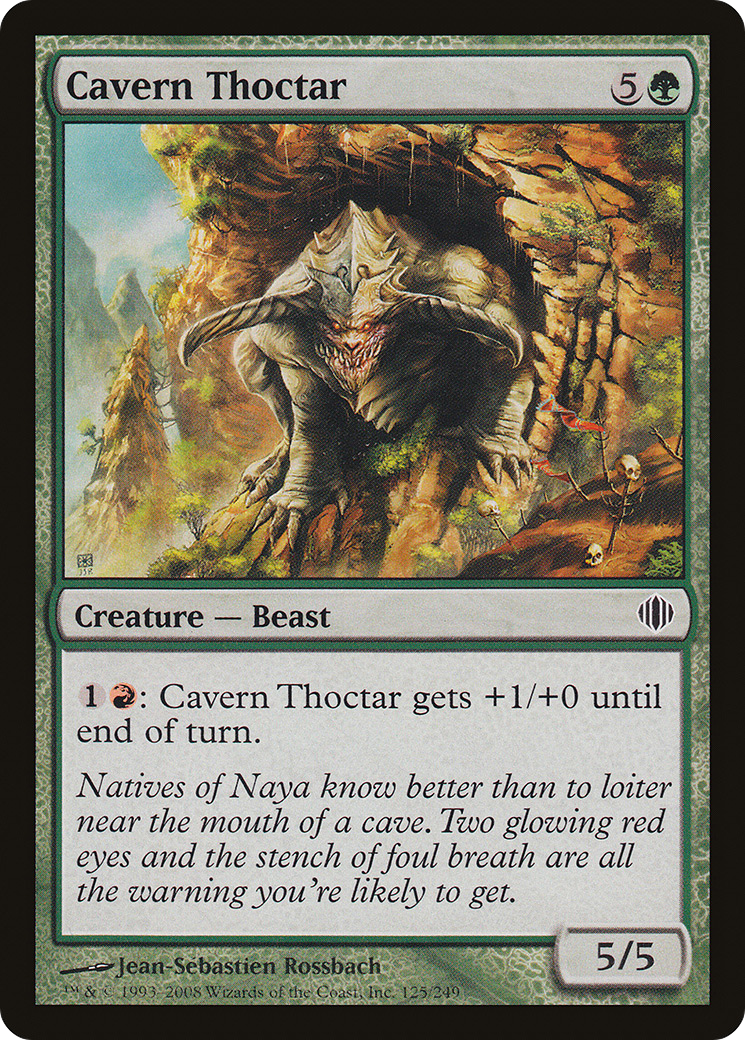 Cavern Thoctar 5
JSR
Creature — Beast
1: Cavern Thoctar gets +1/+0 until
end of turn.
Natives of Naya know better than to loiter
near the mouth of a cave. Two glowing red
eyes and the stench of foul breath are all
the warning you're likely to get.
5/5
Jean-Sébastien Rossbach
™ & © 1993–2008 Wizards of the Coast, Inc. 125/249